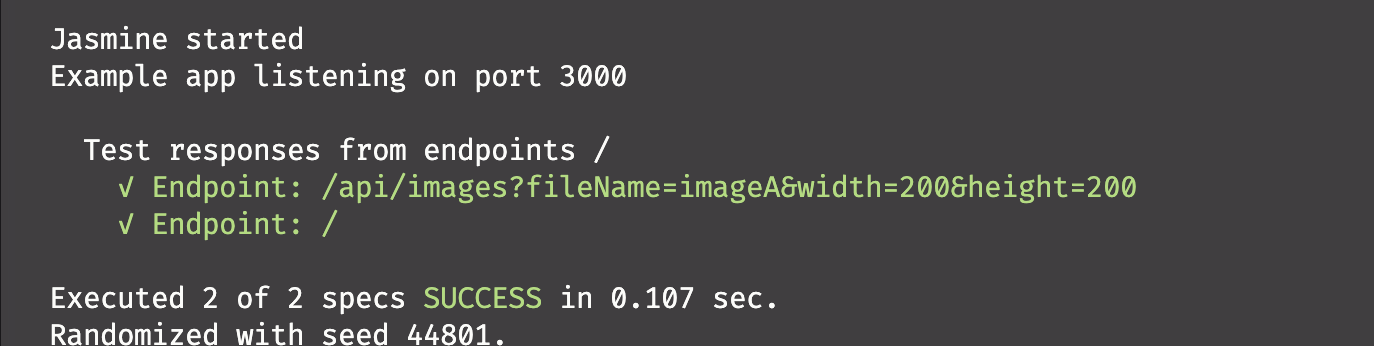 Jasmine started
Example app listening on port 3000
Test responses from endpoints /
√ Endpoint: /api/images?fileName=imageA&width=200&height=200
√ Endpoint: /
Executed 2 of 2 specs SUCCESS in 0.107 sec.
Randomized with seed 44801.